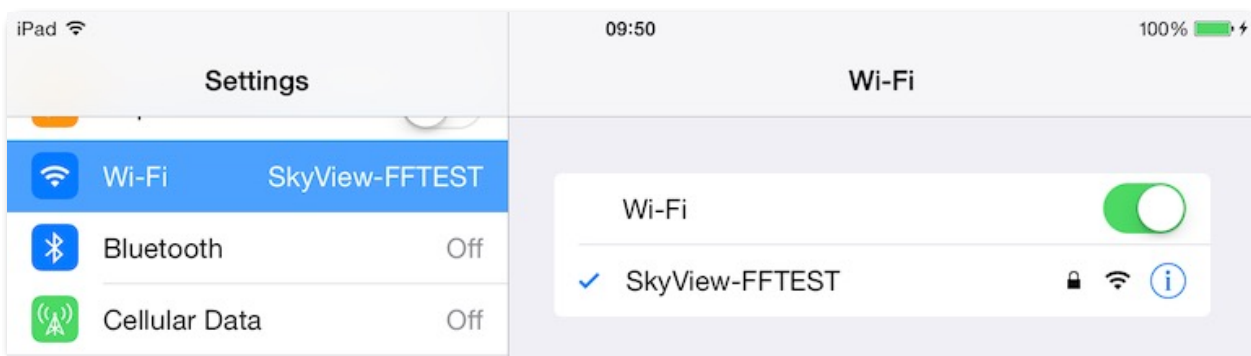 iPad 09:50 100%
Settings Wi-Fi
Wi-Fi SkyView-FFTEST
Bluetooth Off
Cellular Data Off
Wi-Fi
SkyView-FFTEST